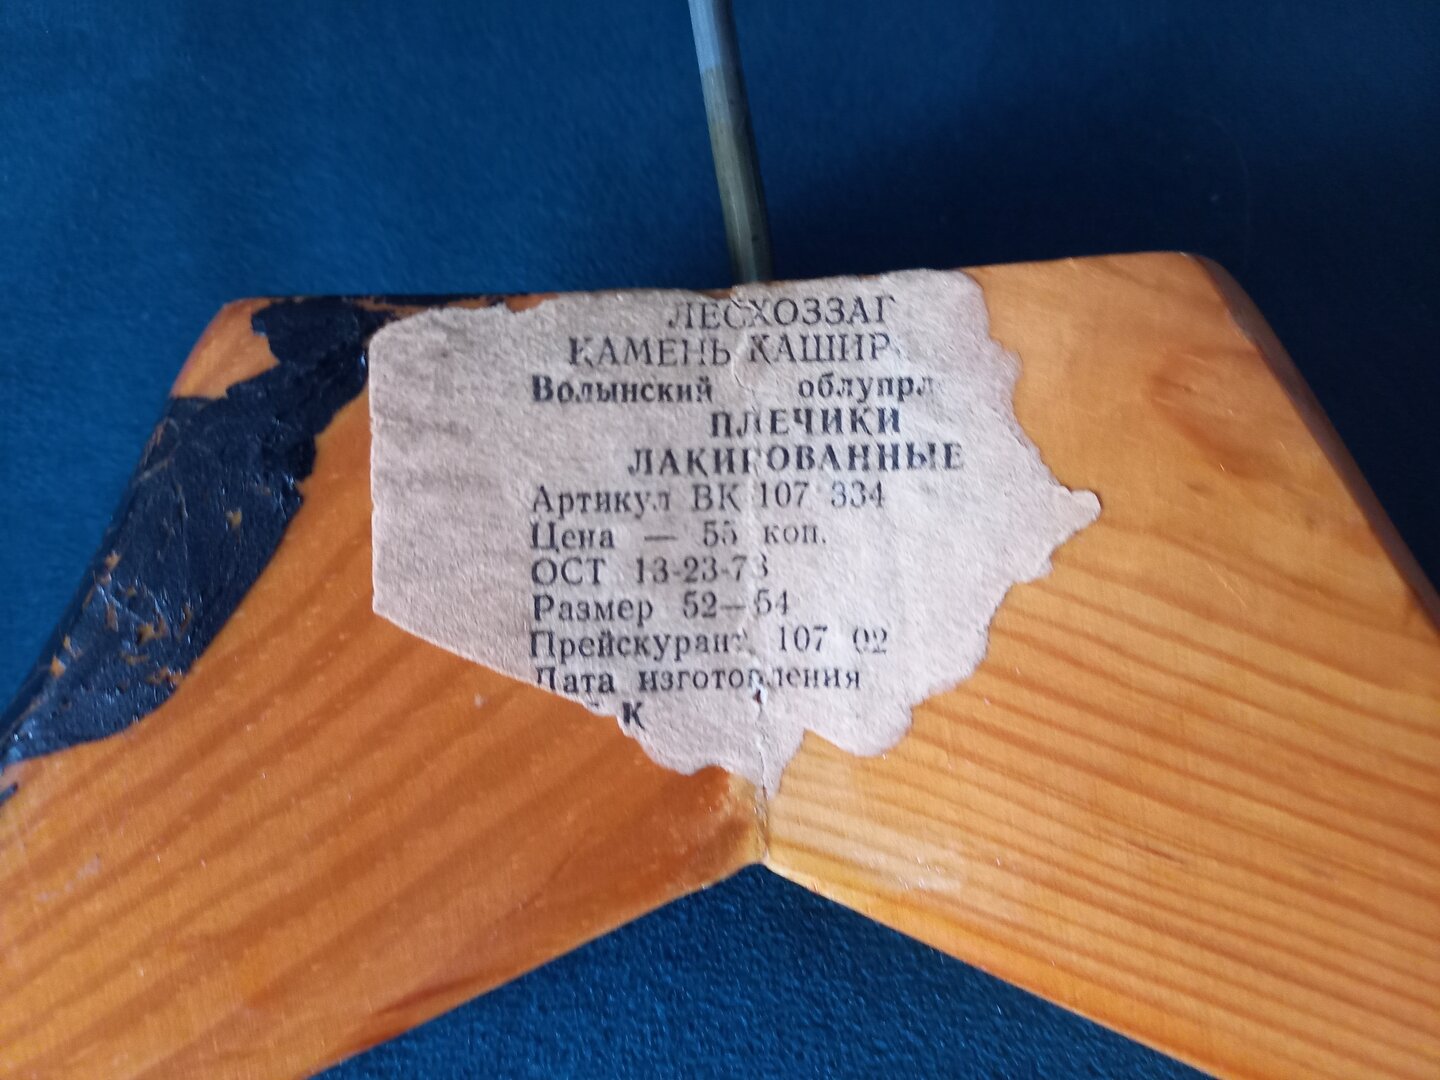 ЛЕСХОЗЗАГ
КАМЕНЬ КАШИР
Волынский облупрл
ПЛЕЧИКИ
ЛАКИРОВАННЫЕ
Артикул ВК 107 334
Цена — 55 коп.
ОСТ 13-23-73
Размер 52—54
Прейскурант 107 02
Дата изготовления
К